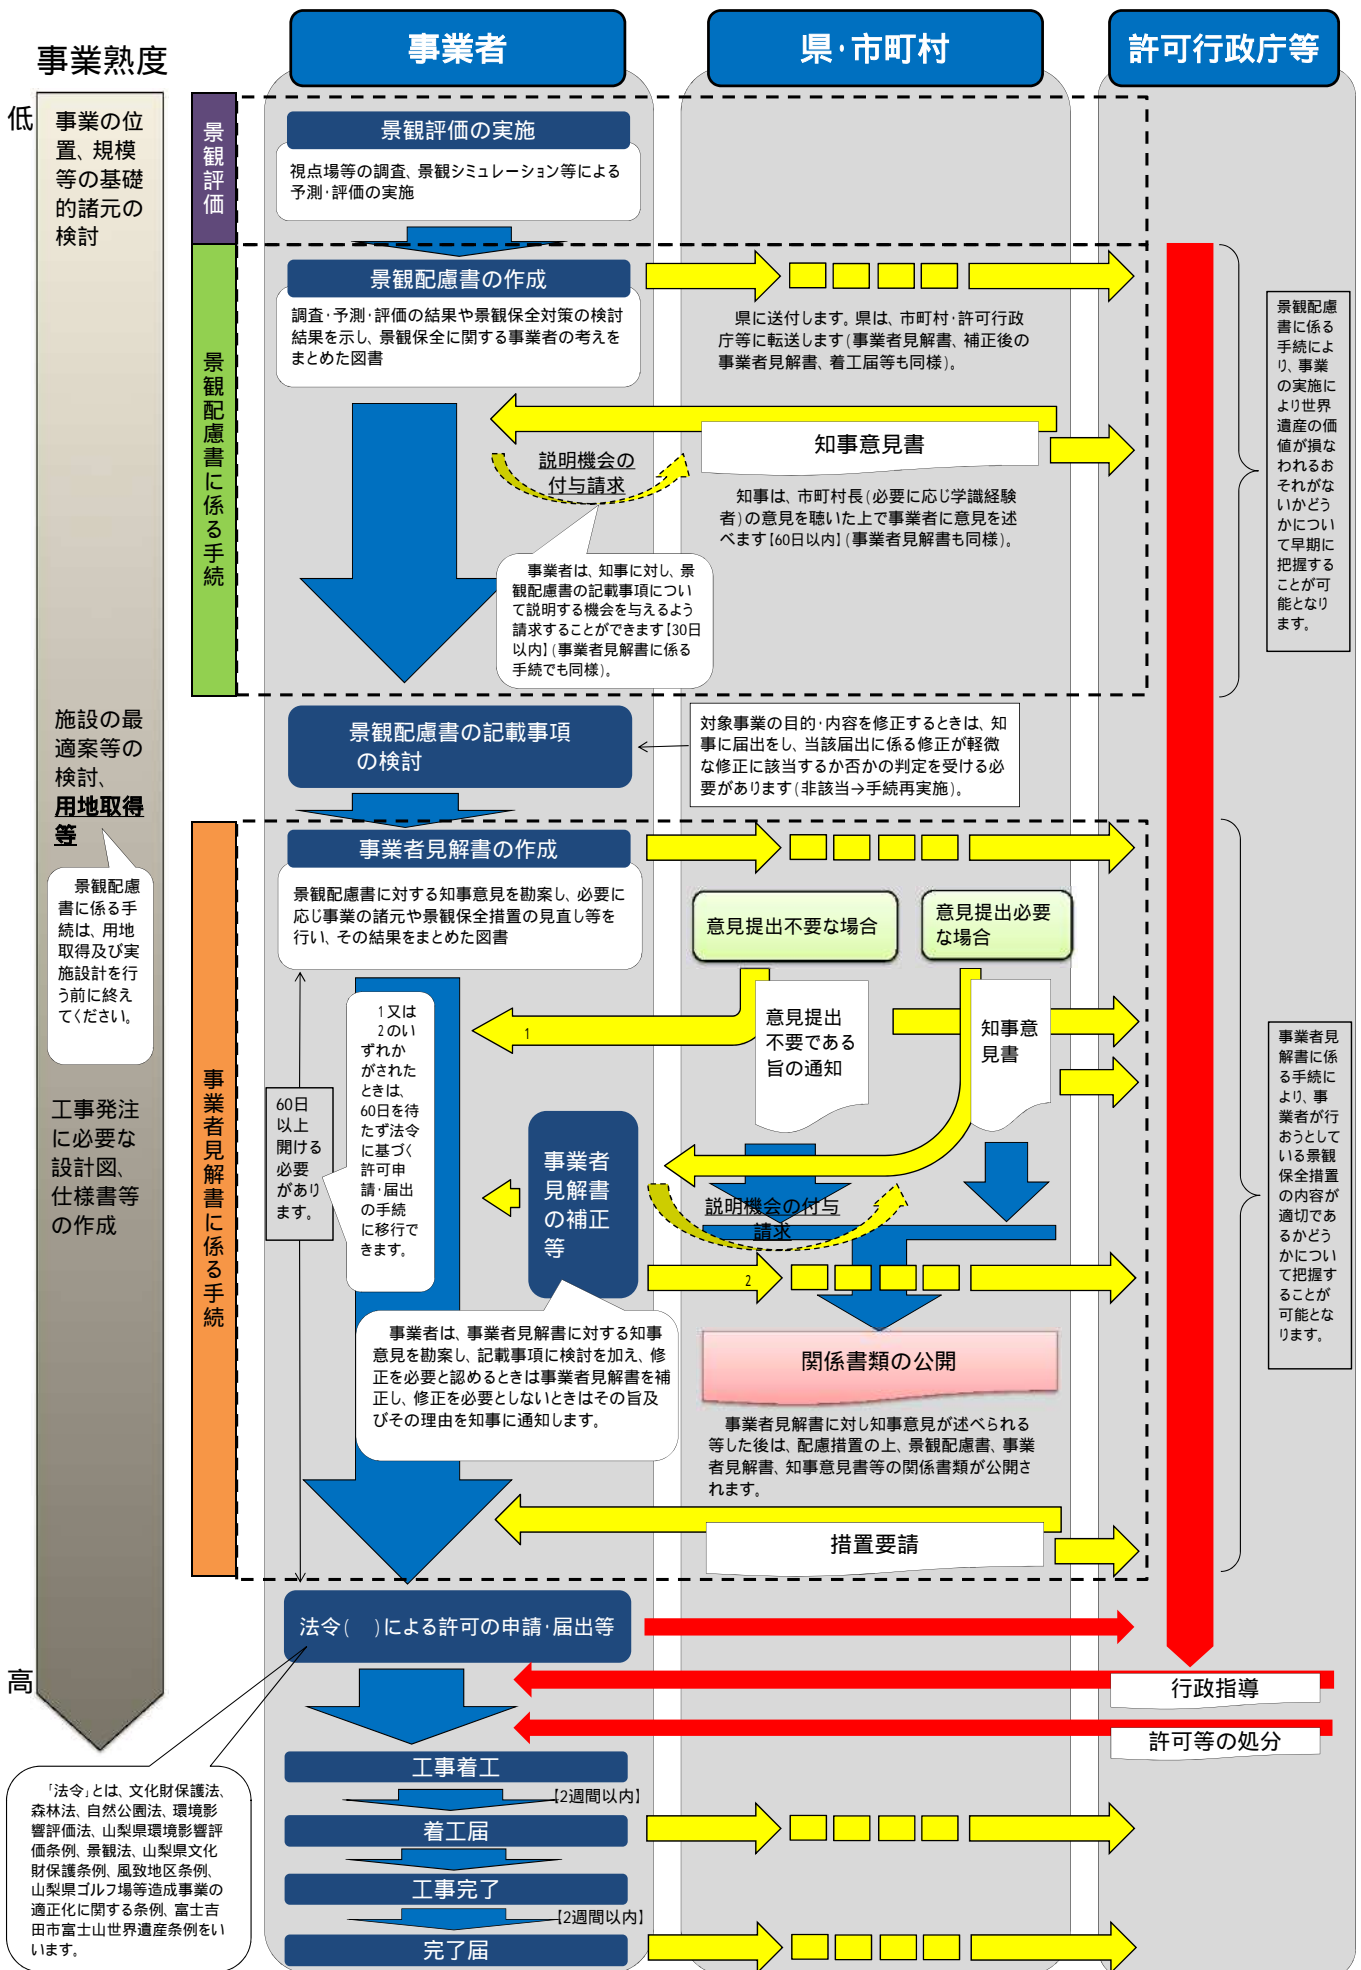 事業熟度
事業者
県・市町村
許可行政庁等
低
事業の位
置、規模
等の基礎
的諸元の
検討
景観評価
景観評価の実施
視点場等の調査、景観シミュレーション等による
予測・評価の実施
景観配慮書に係る手続
景観配慮書の作成
調査・予測・評価の結果や景観保全対策の検討
結果を示し、景観保全に関する事業者の考えを
まとめた図書
県に送付します。県は、市町村・許可行政
庁等に転送します(事業者見解書、補正後の
事業者見解書、着工届等も同様)。
知事意見書
説明機会の
付与請求
知事は、市町村長(必要に応じ学識経験
者)の意見を聴いた上で事業者に意見を述
べます【60日以内】(事業者見解書も同様)。
事業者は、知事に対し、景
観配慮書の記載事項につい
て説明する機会を与えるよう
請求することができます【30日
以内】(事業者見解書に係る
手続でも同様)。
景観配慮
書に係る
手続によ
り、事業
の実施に
より世界
遺産の価
値が損な
われるお
それがな
いかどう
かについ
て早期に
把握する
ことが可
能となり
ます。
施設の最
適案等の
検討、
用地取得
等
景観配慮
書に係る手
続は、用地
取得及び実
施設計を行
う前に終え
てください。
工事発注
に必要な
設計図、
仕様書等
の作成
景観配慮書の記載事項
の検討
対象事業の目的・内容を修正するときは、知
事に届出をし、当該届出に係る修正が軽微
な修正に該当するか否かの判定を受ける必
要があります(非該当→手続再実施)。
事業者見解書に係る手続
事業者見解書の作成
景観配慮書に対する知事意見を勘案し、必要に
応じ事業の諸元や景観保全措置の見直し等を
行い、その結果をまとめた図書
意見提出不要な場合
意見提出必要
な場合
意見提出
不要である
旨の通知
知事意
見書
1
1又は
2のい
ずれか
がされた
ときは、
60日を待
たず法令
に基づく
許可申
請・届出
の手続
に移行で
きます。
60日
以上
開ける
必要
があり
ます。
事業者
見解書
の補正
等
説明機会の付与
請求
2
事業者は、事業者見解書に対する知事
意見を勘案し、記載事項に検討を加え、修
正を必要と認めるときは事業者見解書を補
正し、修正を必要としないときはその旨及
びその理由を知事に通知します。
関係書類の公開
事業者見解書に対し知事意見が述べられる
等した後は、配慮措置の上、景観配慮書、事業
者見解書、知事意見書等の関係書類が公開さ
れます。
措置要請
事業者見
解書に係
る手続に
より、事
業者が行
おうとして
いる景観
保全措置
の内容が
適切であ
るかどう
かについ
て把握す
ることが
可能とな
ります。
法令(　)による許可の申請・届出等
高
行政指導
許可等の処分
工事着工
【2週間以内】
着工届
工事完了
【2週間以内】
完了届
「法令」とは、文化財保護法、
森林法、自然公園法、環境影
響評価法、山梨県環境影響評
価条例、景観法、山梨県文化
財保護条例、風致地区条例、
山梨県ゴルフ場等造成事業の
適正化に関する条例、富士吉
田市富士山世界遺産条例をい
います。